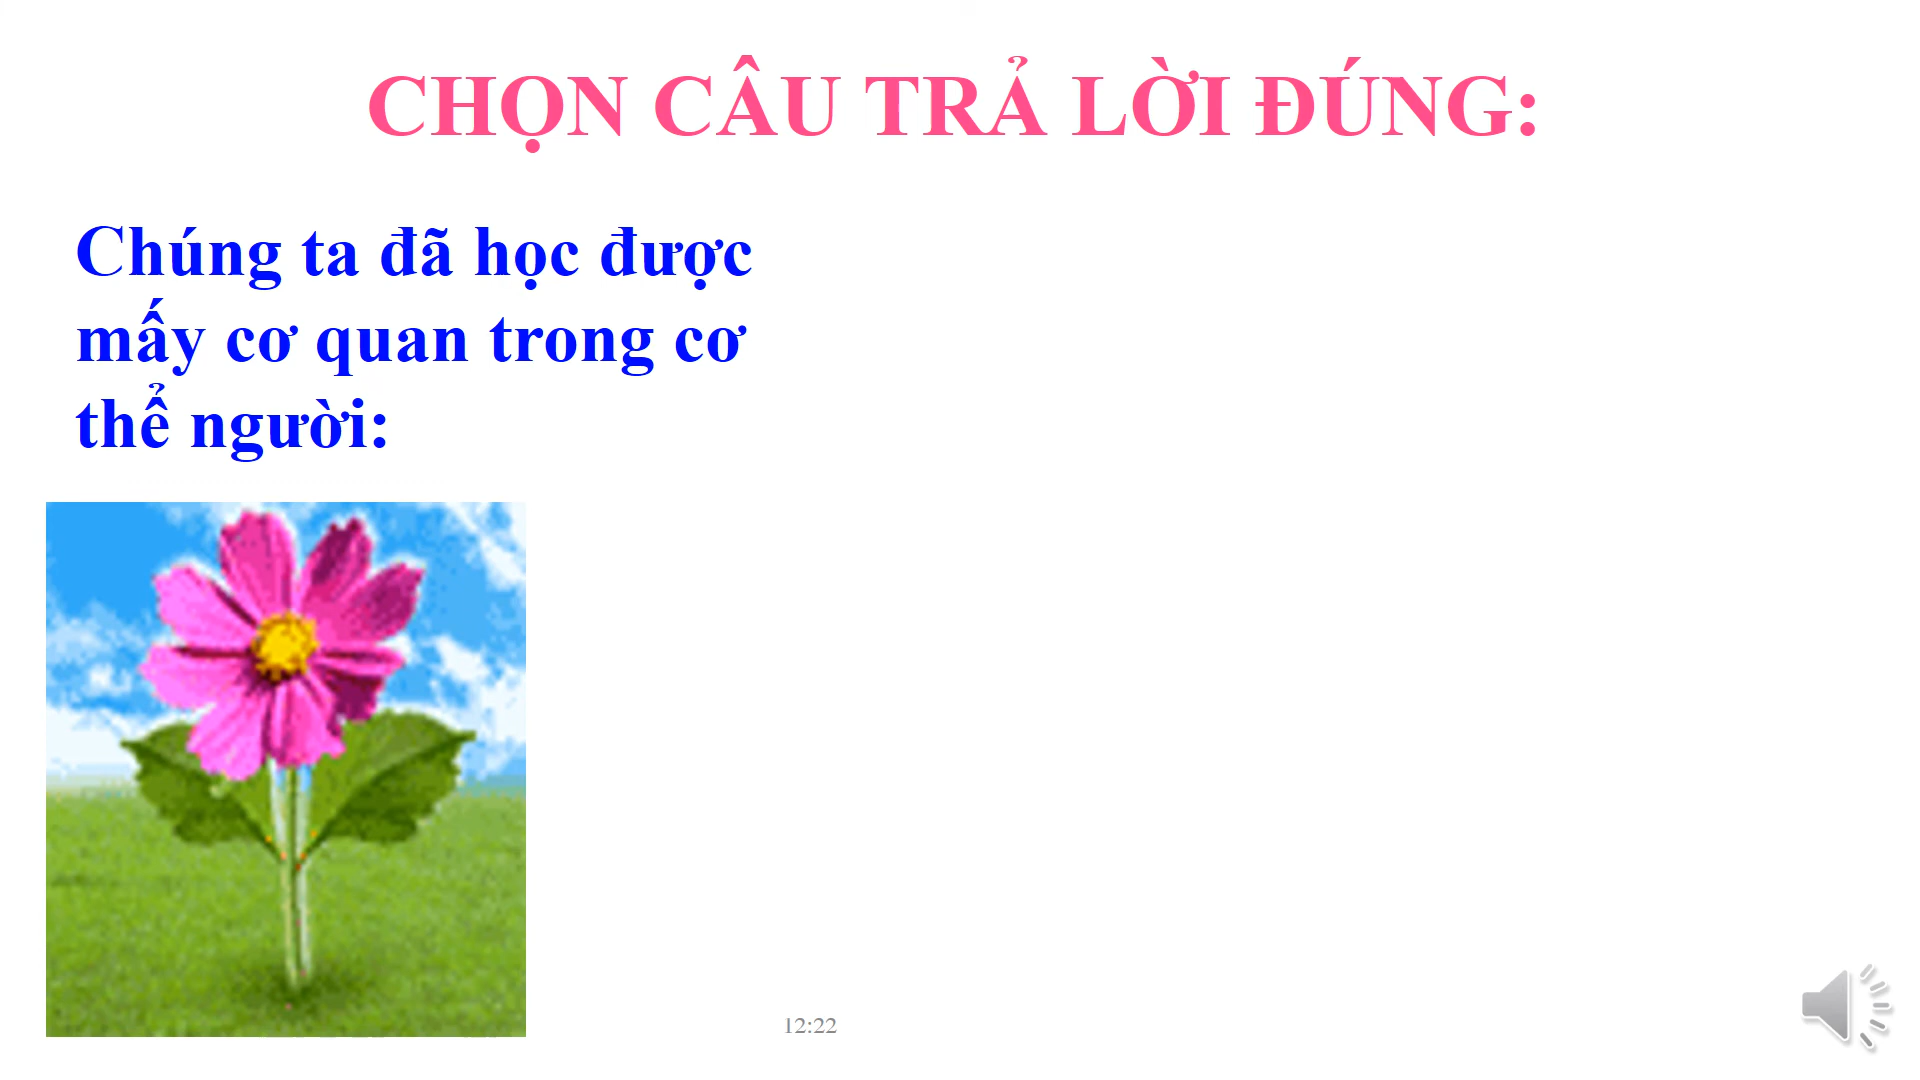 CHỌN CÂU TRẢ LỜI ĐÚNG:
Chúng ta đã học được
mấy cơ quan trong cơ
thể người:
12:22